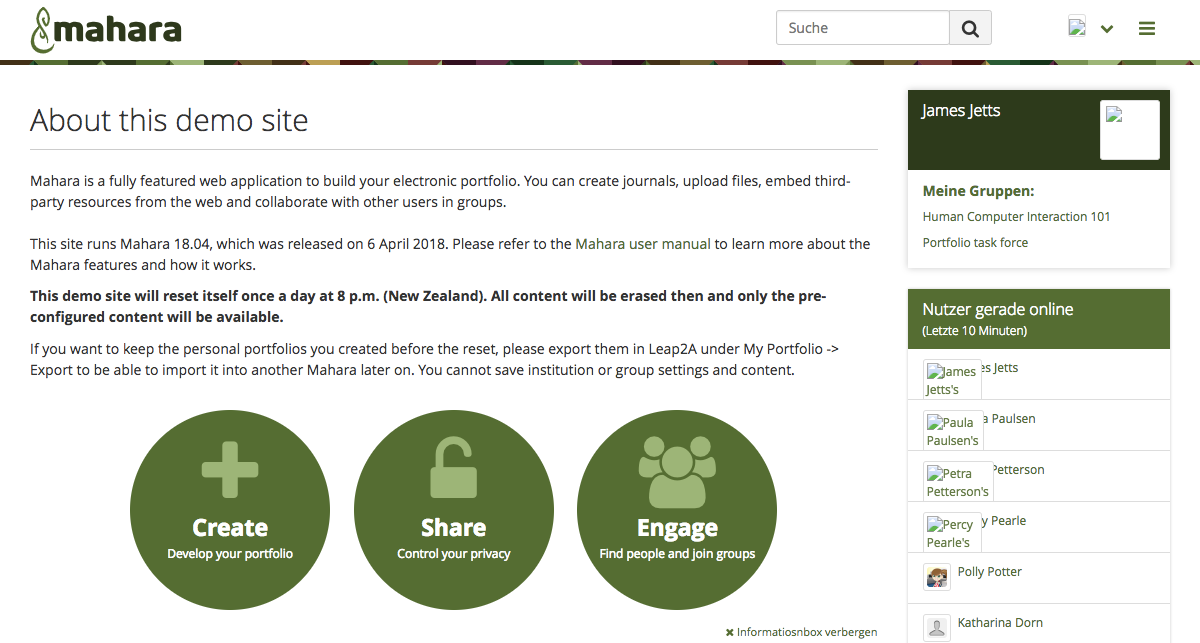 mahara
Suche
About this demo site
Mahara is a fully featured web application to build your electronic portfolio. You can create journals, upload files, embed third-
party resources from the web and collaborate with other users in groups.
This site runs Mahara 18.04, which was released on 6 April 2018. Please refer to the Mahara user manual to learn more about the
Mahara features and how it works.
This demo site will reset itself once a day at 8 p.m. (New Zealand). All content will be erased then and only the pre-
configured content will be available.
If you want to keep the personal portfolios you created before the reset, please export them in Leap2A under My Portfolio ->
Export to be able to import it into another Mahara later on. You cannot save institution or group settings and content.
Create
Develop your portfolio
Share
Control your privacy
Engage
Find people and join groups
Informatiosnbox verbergen
James Jetts
Meine Gruppen:
Human Computer Interaction 101
Portfolio task force
Nutzer gerade online
(Letzte 10 Minuten)
James es Jetts
Jetts's
Paula a Paulsen
Paulsen's
Petra Petterson
Petterson's
Percy y Pearle
Pearle's
Polly Potter
Katharina Dorn